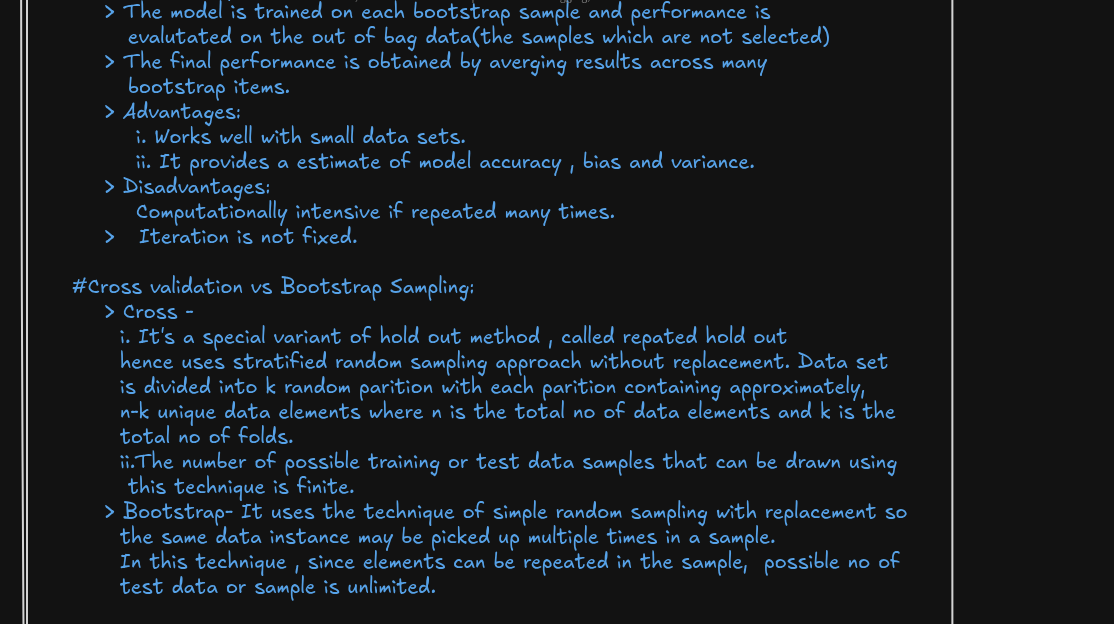 > The model is trained on each bootstrap sample and performance is
evalutated on the out of bag data(the samples which are not selected)
> The final performance is obtained by averging results across many
bootstrap items.
> Advantages:
i. Works well with small data sets.
ii. It provides a estimate of model accuracy , bias and variance.
> Disadvantages:
Computationally intensive if repeated many times.
> Iteration is not fixed.
#Cross validation vs Bootstrap Sampling:
> Cross -
i. It's a special variant of hold out method , called repated hold out
hence uses stratified random sampling approach without replacement. Data set
is divided into k random parition with each parition containing approximately,
n-k unique data elements where n is the total no of data elements and k is the
total no of folds.
ii.The number of possible training or test data samples that can be drawn using
this technique is finite.
> Bootstrap- It uses the technique of simple random sampling with replacement so
the same data instance may be picked up multiple times in a sample.
In this technique , since elements can be repeated in the sample, possible no of
test data or sample is unlimited.